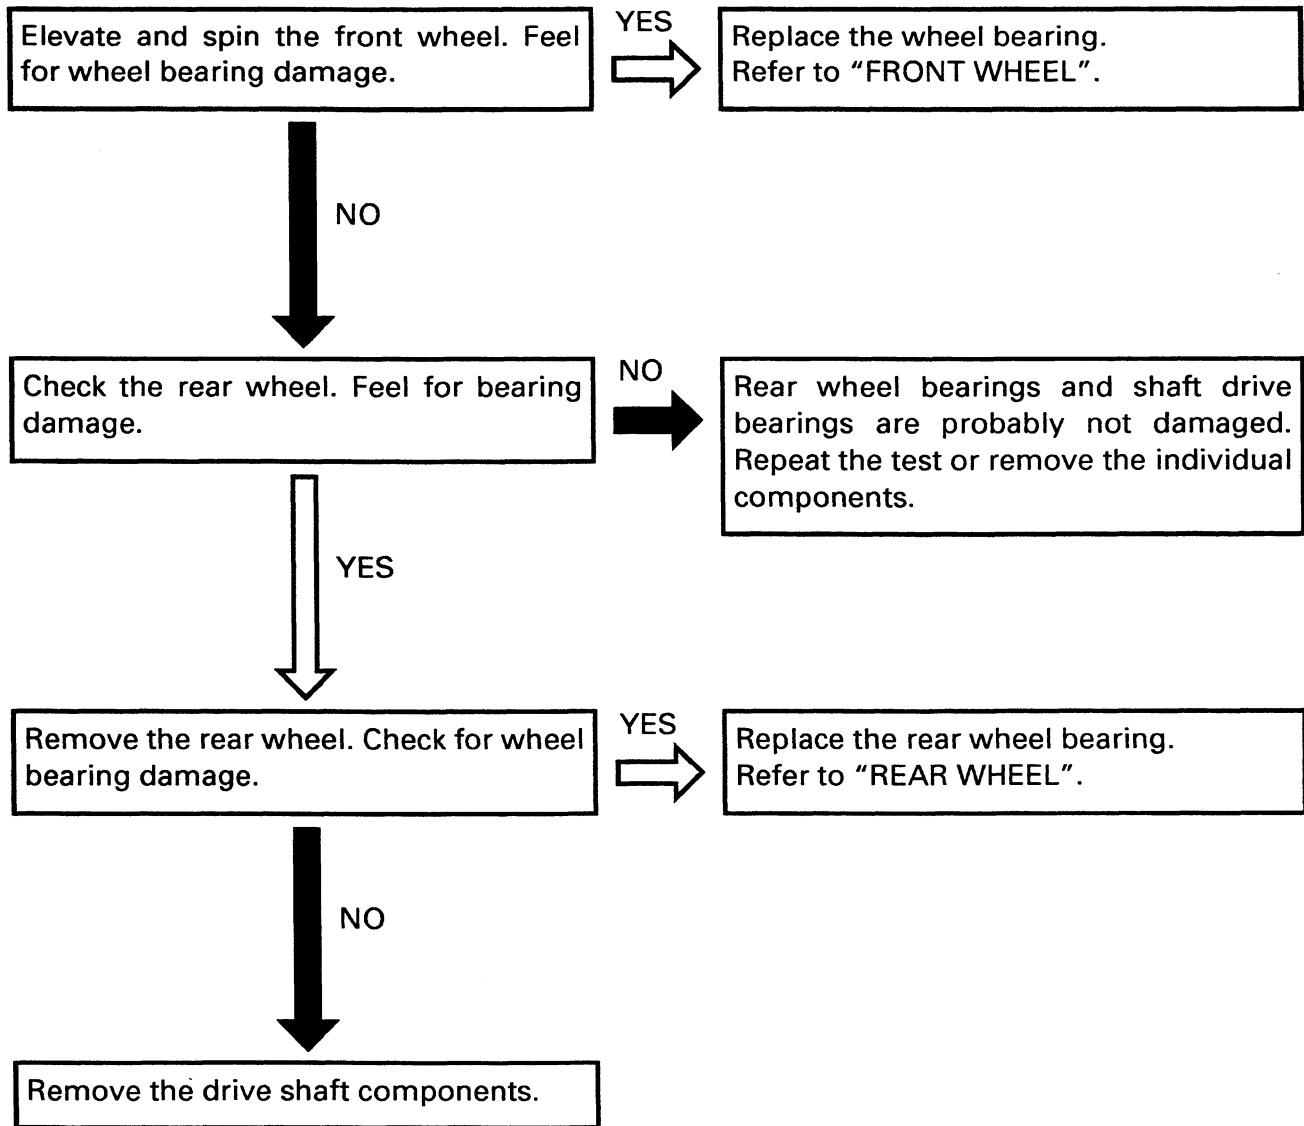 Elevate and spin the front wheel. Feel
for wheel bearing damage.
YES
Replace the wheel bearing.
Refer to “FRONT WHEEL”.
NO
Check the rear wheel. Feel for bearing
damage.
NO
Rear wheel bearings and shaft drive
bearings are probably not damaged.
Repeat the test or remove the individual
components.
YES
Remove the rear wheel. Check for wheel
bearing damage.
YES
Replace the rear wheel bearing.
Refer to “REAR WHEEL”.
NO
Remove the drive shaft components.